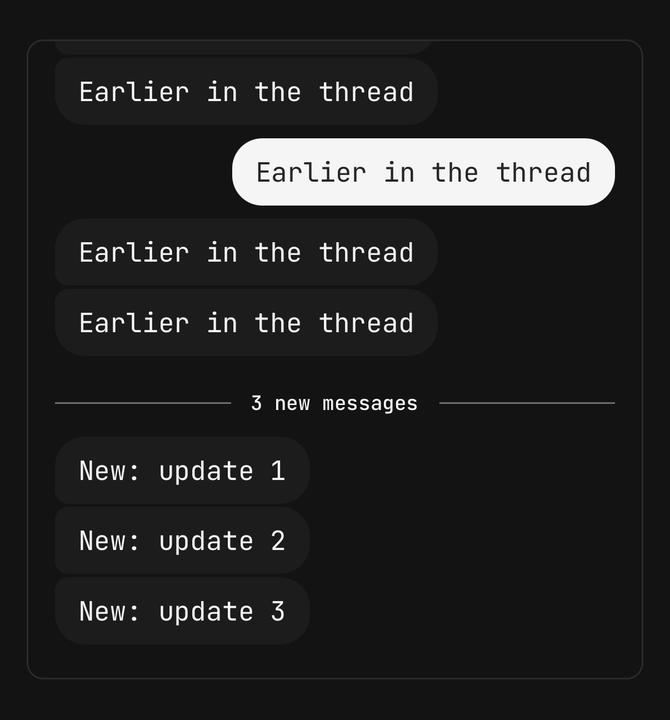 Earlier in the thread
Earlier in the thread
Earlier in the thread
Earlier in the thread
3 new messages
New: update 1
New: update 2
New: update 3